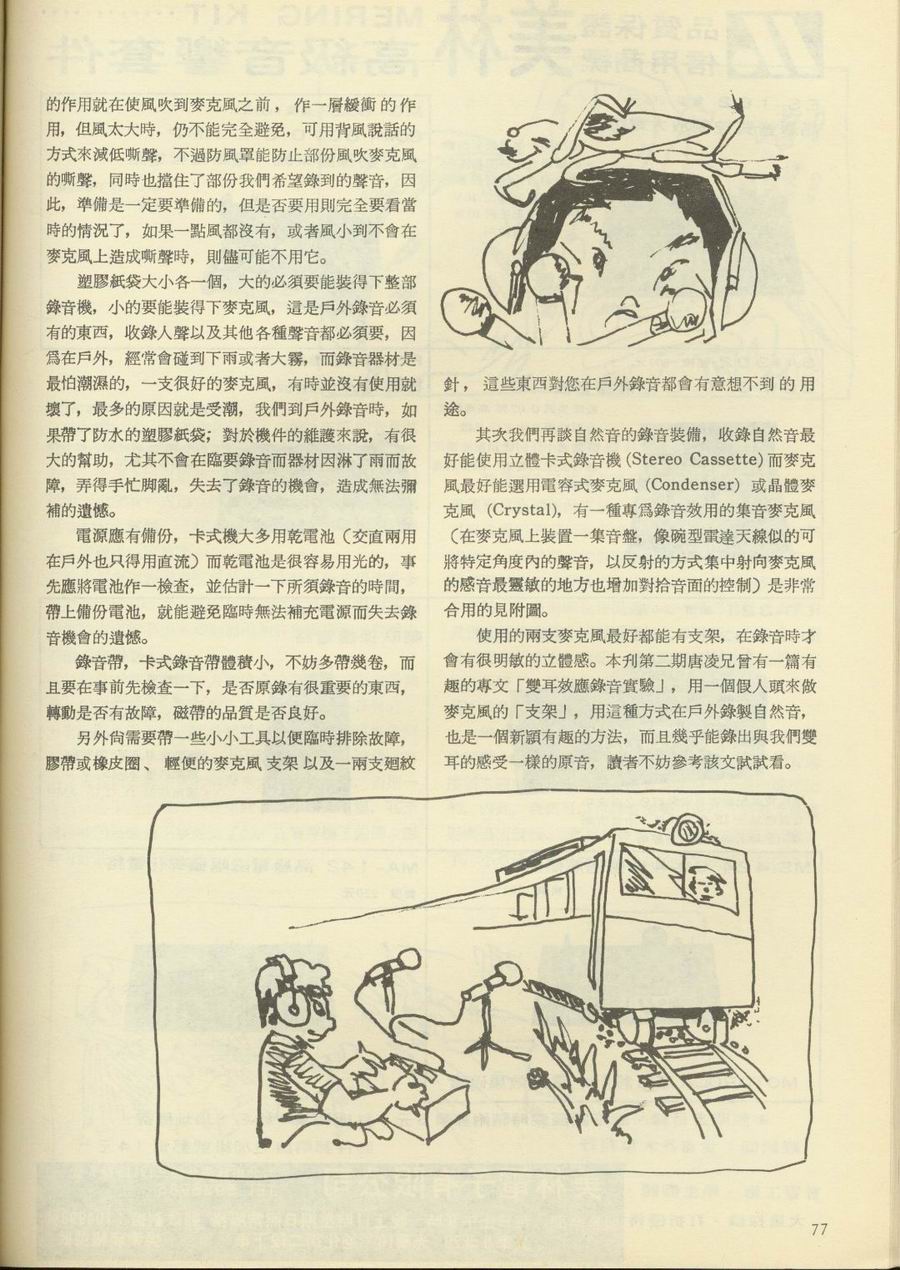 的作用就在使風吹到麥克風之前，作一層緩衝的作
用，但風太大時，仍不能完全避免，可用背風說話的
方式來減低嘶聲，不過防風罩能防止部份風吹麥克風
的嘶聲，同時也擋住了部份我們希望錄到的聲音，因
此，準備是一定要準備的，但是否要用則完全要看當
時的情況了，如果一點風都沒有，或者風小到不會在
麥克風上造成嘶聲時，則儘可能不用它。
塑膠紙袋大小各一個，大的必須要能裝得下整部
錄音機，小的要能裝得下麥克風，這是戶外錄音必須
有的東西，收錄人聲以及其他各種聲音都必須要，因
爲在戶外，經常會碰到下雨或者大霧，而錄音器材是
最怕潮濕的，一支很好的麥克風，有時並沒有使用就
壞了，最多的原因就是受潮，我們到戶外錄音時，如
果帶了防水的塑膠紙袋；對於機件的維護來說，有很
大的幫助，尤其不會在臨要錄音而器材因淋了雨而故
障，弄得手忙脚亂，失去了錄音的機會，造成無法彌
補的遺憾。
電源應有備份，卡式機大多用乾電池（交直兩用
在戶外也只得用直流）而乾電池是很容易用光的，事
先應將電池作一檢查，並估計一下所須錄音的時間，
帶上備份電池，就能避免臨時無法補充電源而失去錄
音機會的遺憾。
錄音帶，卡式錄音帶體積小，不妨多帶幾卷，而
且要在事前先檢查一下，是否原錄有很重要的東西，
轉動是否有故障，磁帶的品質是否良好。
另外尙需要帶一些小小工具以便臨時排除故障，
膠帶或橡皮圈、輕便的麥克風支架以及一兩支廻紋
針，這些東西對您在戶外錄音都會有意想不到的用
途。
其次我們再談自然音的錄音裝備，收錄自然音最
好能使用立體卡式錄音機 (Stereo Cassette) 而麥克
風最好能選用電容式麥克風 (Condenser) 或晶體麥
克風 (Crystal)，有一種專爲錄音效用的集音麥克風
（在麥克風上裝置一集音盤，像碗型雷達天線似的可
將特定角度內的聲音，以反射的方式集中射向麥克風
的感音最靈敏的地方也增加對拾音面的控制）是非常
合用的見附圖。
使用的兩支麥克風最好都能有支架，在錄音時才
會有很明敏的立體感。本刋第二期唐凌兄曾有一篇有
趣的專文「雙耳效應錄音實驗」，用一個假人頭來做
麥克風的「支架」，用這種方式在戶外錄製自然音，
也是一個新頴有趣的方法，而且幾乎能錄出與我們雙
耳的感受一樣的原音，讀者不妨參考該文試試看。
77